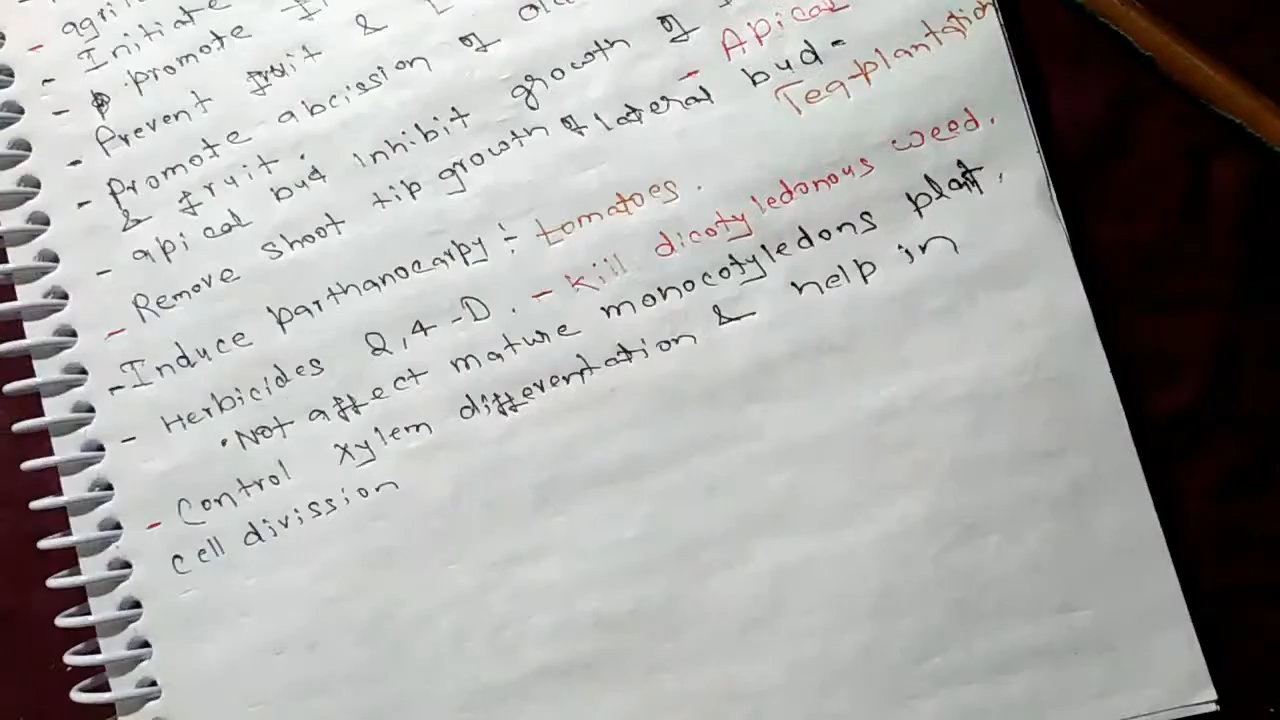 - agri
- Initiate
- promote
- Prevent fruit &
- Promote abcission of old
& fruit.
- apical bud inhibit growth of
- Apical
- Remove shoot tip growth of lateral bud -
Tea-plantation
- Induce parthanocarpy :- tomatoes.
- Herbicides 2,4-D. - kill dicotyledonous weed.
• Not affect mature monocotyledons plant.
- Control xylem differentation & help in
cell divission